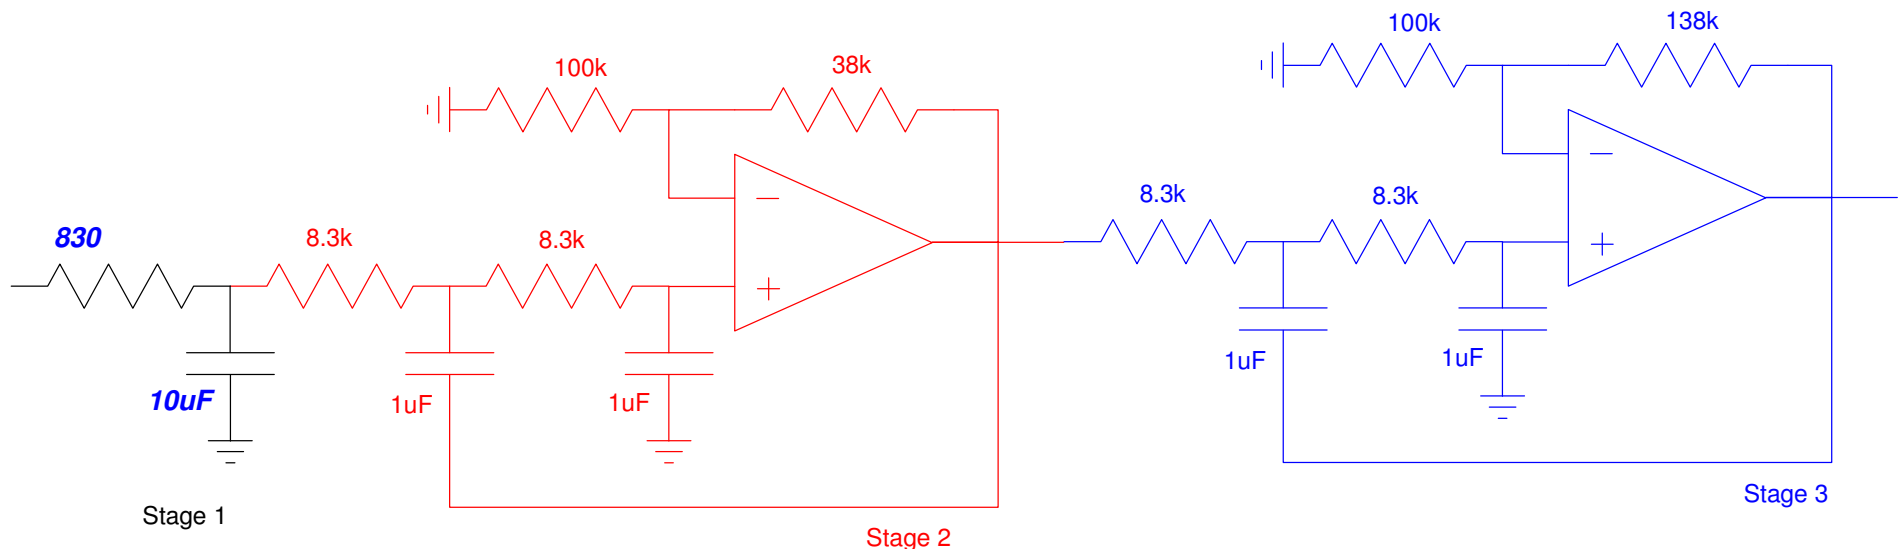 100k
138k
100k
38k
8.3k
8.3k
830
8.3k
8.3k
1uF
1uF
10uF
1uF
1uF
Stage 3
Stage 1
Stage 2